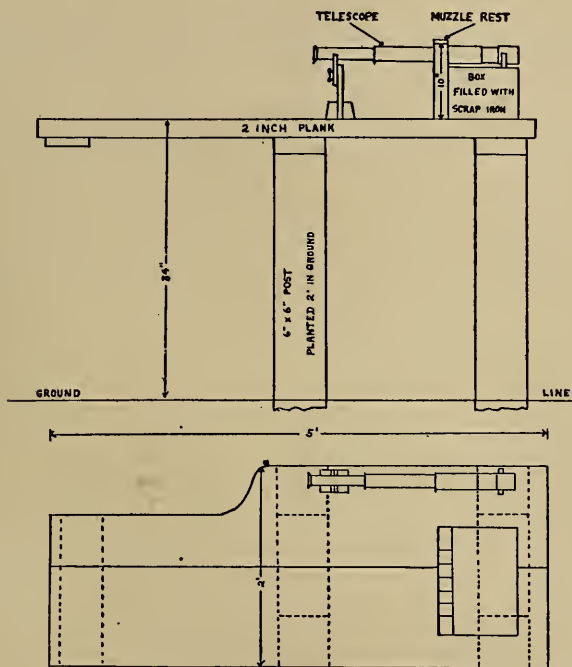 TELESCOPE
MUZZLE REST
10"
BOX
FILLED WITH
SCRAP IRON
2 INCH PLANK
34"
6" X 6" POST
PLANTED 2' IN GROUND
GROUND
LINE
5'
2'